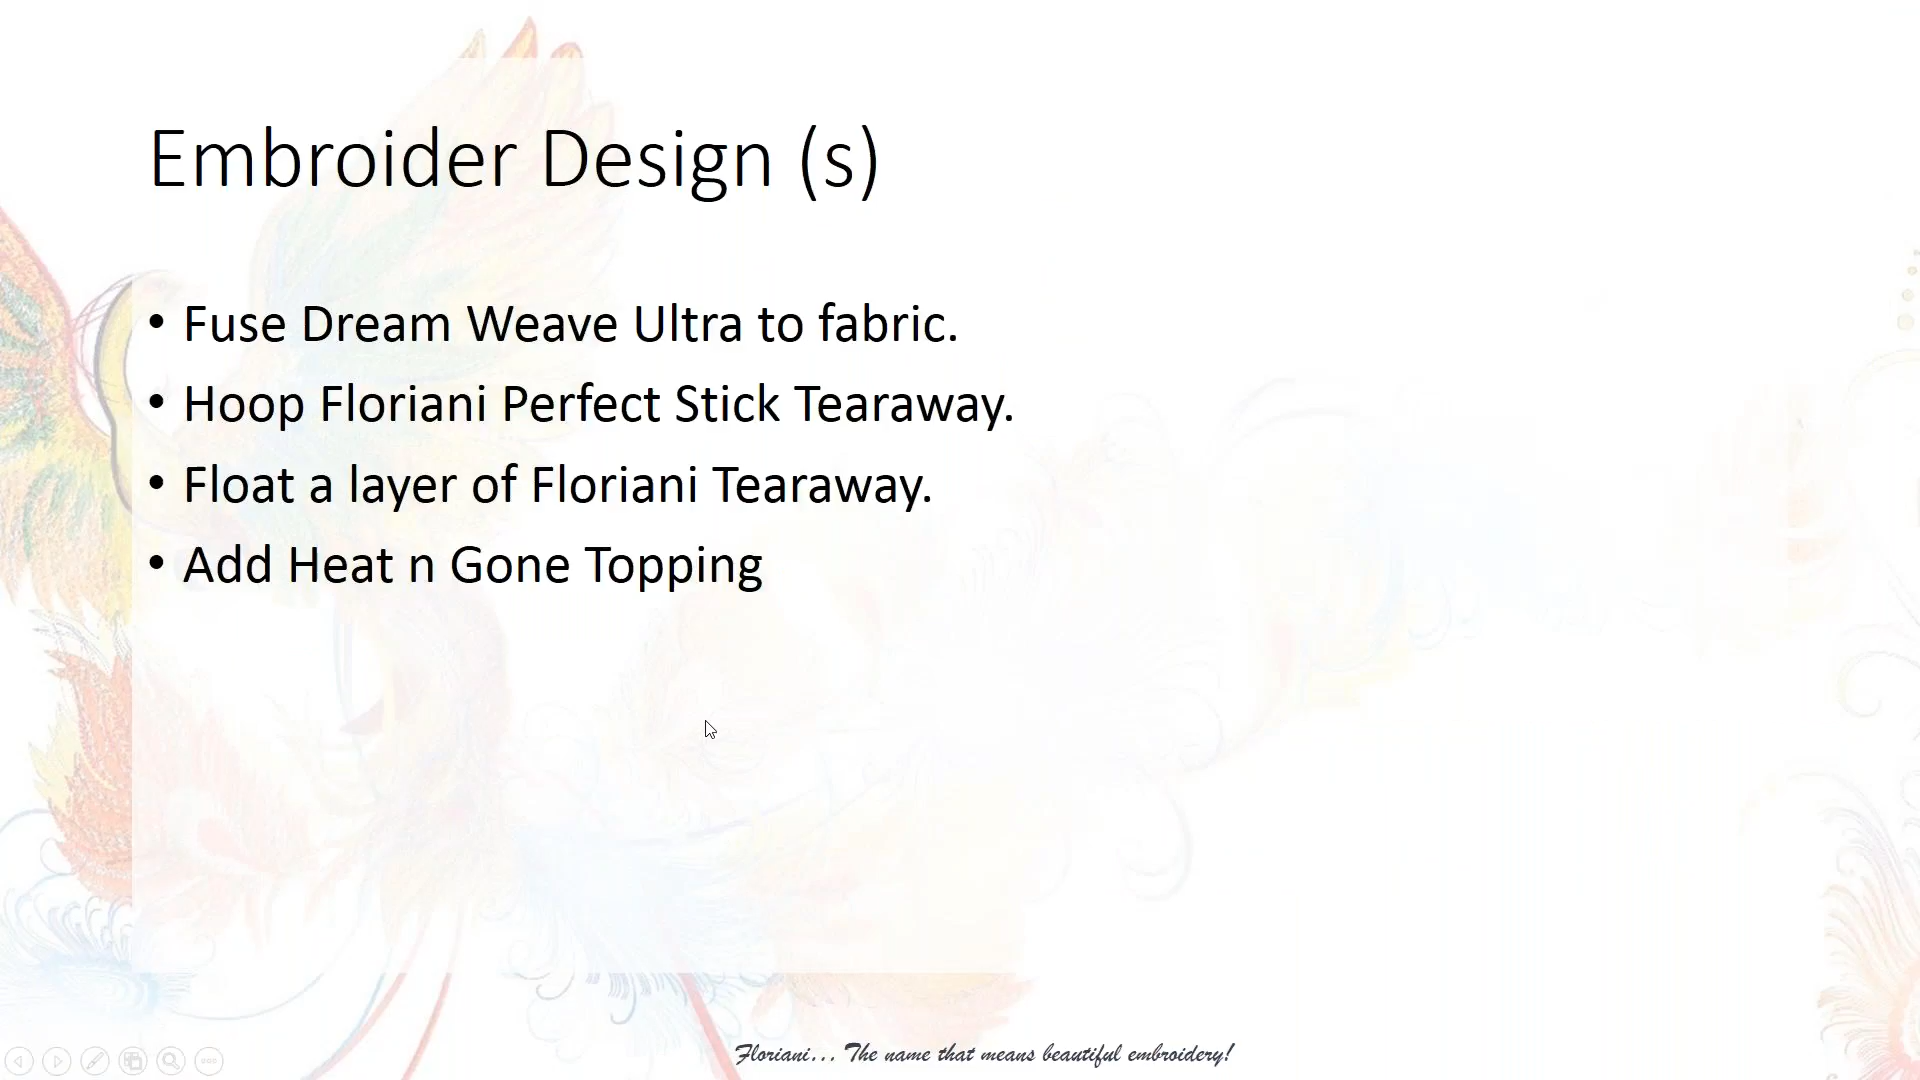 Embroider Design (s)
• Fuse Dream Weave Ultra to fabric.
• Hoop Floriani Perfect Stick Tearaway.
• Float a layer of Floriani Tearaway.
• Add Heat n Gone Topping
Floriani... The name that means beautiful embroidery!